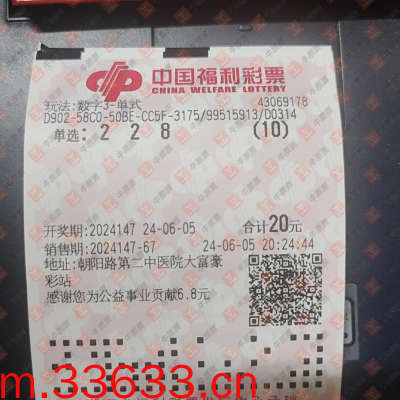 中国福利彩票
CHINA WELFARE LOTTERY
玩法:数字3-单式 43069178
D902-58C0-50BE-CC5F-3175/99515913/D0314
单选: 2 2 8 (10)
开奖期:2024147 24-06-05 合计20元
销售期:2024147-67 24-06-05 20:24:44
地址:朝阳路第二中医院大富豪
彩站
感谢您为公益事业贡献6.8元
m.33633.cn